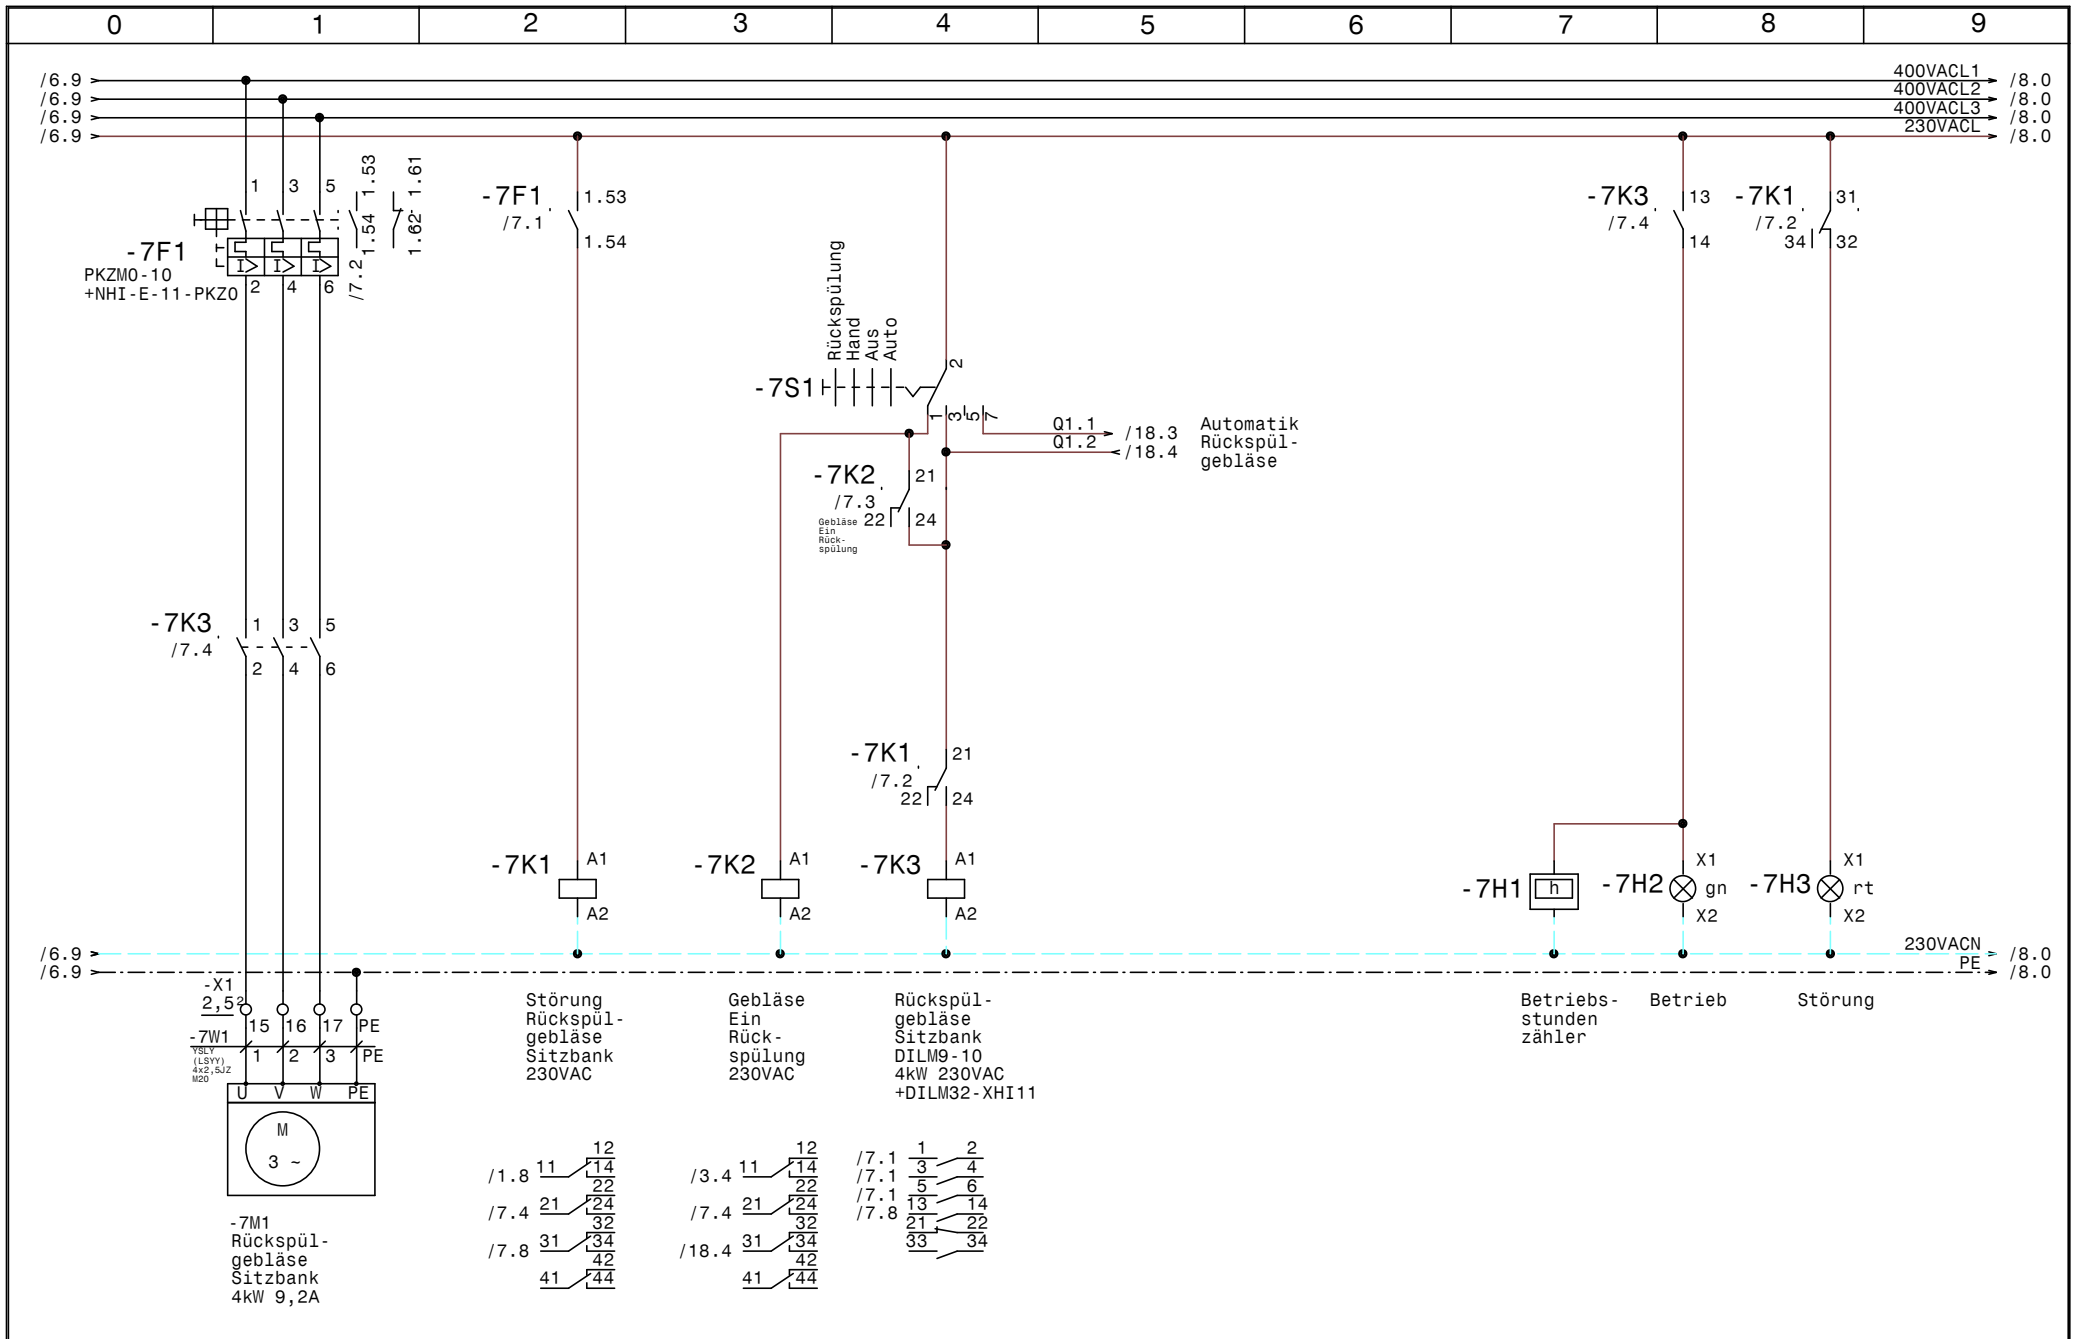 0 1 2 3 4 5 6 7 8 9
/6.9 400VACL1 /8.0
/6.9 400VACL2 /8.0
/6.9 400VACL3 /8.0
/6.9 230VACL /8.0
1 3 5
1.53
1.54
1.61
1.62
-7F1
PKZM0-10
+NHI-E-11-PKZ0
I> I> I>
2 4 6
/7.2
-7F1
/7.1
1.53
1.54
Rückspülung
Hand
Aus
Auto
-7S1
2
1 3 5 7
Q1.1 /18.3
Q1.2 /18.4
Automatik
Rückspül-
gebläse
-7K2
/7.3
21
22 24
Gebläse
Ein
Rück-
spülung
-7K3
/7.4
13
14
-7K1
/7.2
31
34 32
-7K3
/7.4
1 3 5
2 4 6
-7K1
/7.2
21
22 24
-7K1
A1
A2
-7K2
A1
A2
-7K3
A1
A2
-7H1
h
-7H2
X1
gn
X2
-7H3
X1
rt
X2
/6.9 230VACN /8.0
/6.9 PE /8.0
-X1
2,5²
15 16 17 PE
-7W1
YSLY
(LSYY)
4x2,5JZ
M20
1 2 3 PE
U V W PE
M
3 ~
-7M1
Rückspül-
gebläse
Sitzbank
4kW 9,2A
Störung
Rückspül-
gebläse
Sitzbank
230VAC
Gebläse
Ein
Rück-
spülung
230VAC
Rückspül-
gebläse
Sitzbank
DILM9-10
4kW 230VAC
+DILM32-XHI11
Betriebs-
stunden
zähler
Betrieb
Störung
12
/1.8 11 14
22
/7.4 21 24
32
/7.8 31 34
42
41 44
12
/3.4 11 14
22
/7.4 21 24
32
/18.4 31 34
42
41 44
/7.1 1 2
/7.1 3 4
/7.1 5 6
/7.8 13 14
21 22
33 34